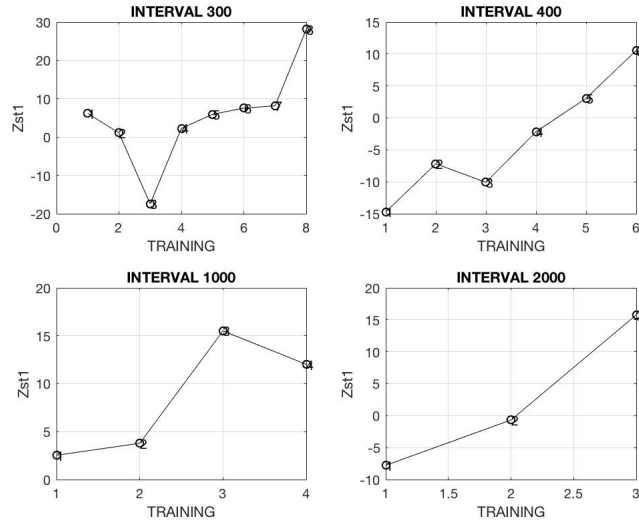 INTERVAL 300
30
20
10
0
-10
-20
Zst1
1
2
3
4
5
6
7
8
0 2 4 6 8
TRAINING
INTERVAL 400
15
10
5
0
-5
-10
-15
Zst1
1
2
3
4
5
6
1 2 3 4 5 6
TRAINING
INTERVAL 1000
20
15
10
5
0
Zst1
1
2
3
4
1 2 3 4
TRAINING
INTERVAL 2000
20
15
10
5
0
-5
-10
Zst1
1
2
3
1 1.5 2 2.5 3
TRAINING